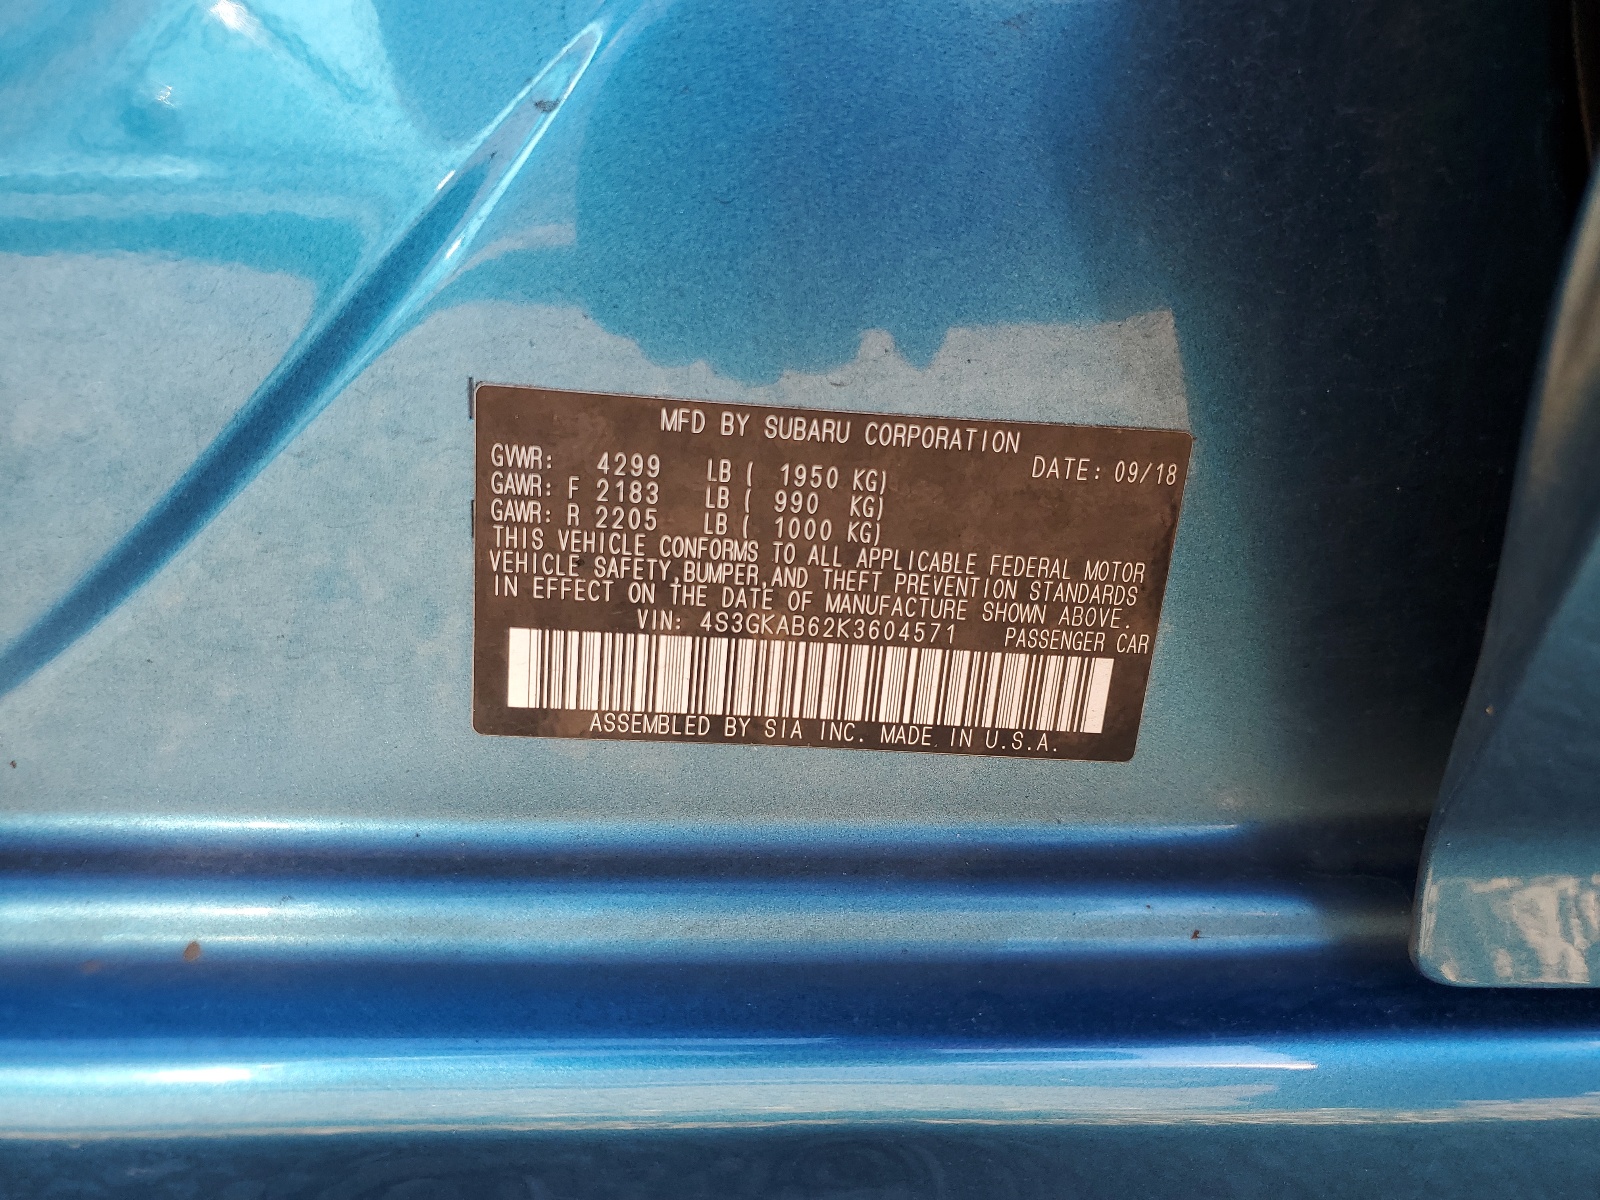 MFD BY SUBARU CORPORATION
GVWR: 4299 LB ( 1950 KG) DATE: 09/18
GAWR: F 2183 LB ( 990 KG)
GAWR: R 2205 LB ( 1000 KG)
THIS VEHICLE CONFORMS TO ALL APPLICABLE FEDERAL MOTOR
VEHICLE SAFETY,BUMPER,AND THEFT PREVENTION STANDARDS
IN EFFECT ON THE DATE OF MANUFACTURE SHOWN ABOVE.
VIN: 4S3GKAB62K3604571 PASSENGER CAR
ASSEMBLED BY SIA INC. MADE IN U.S.A.